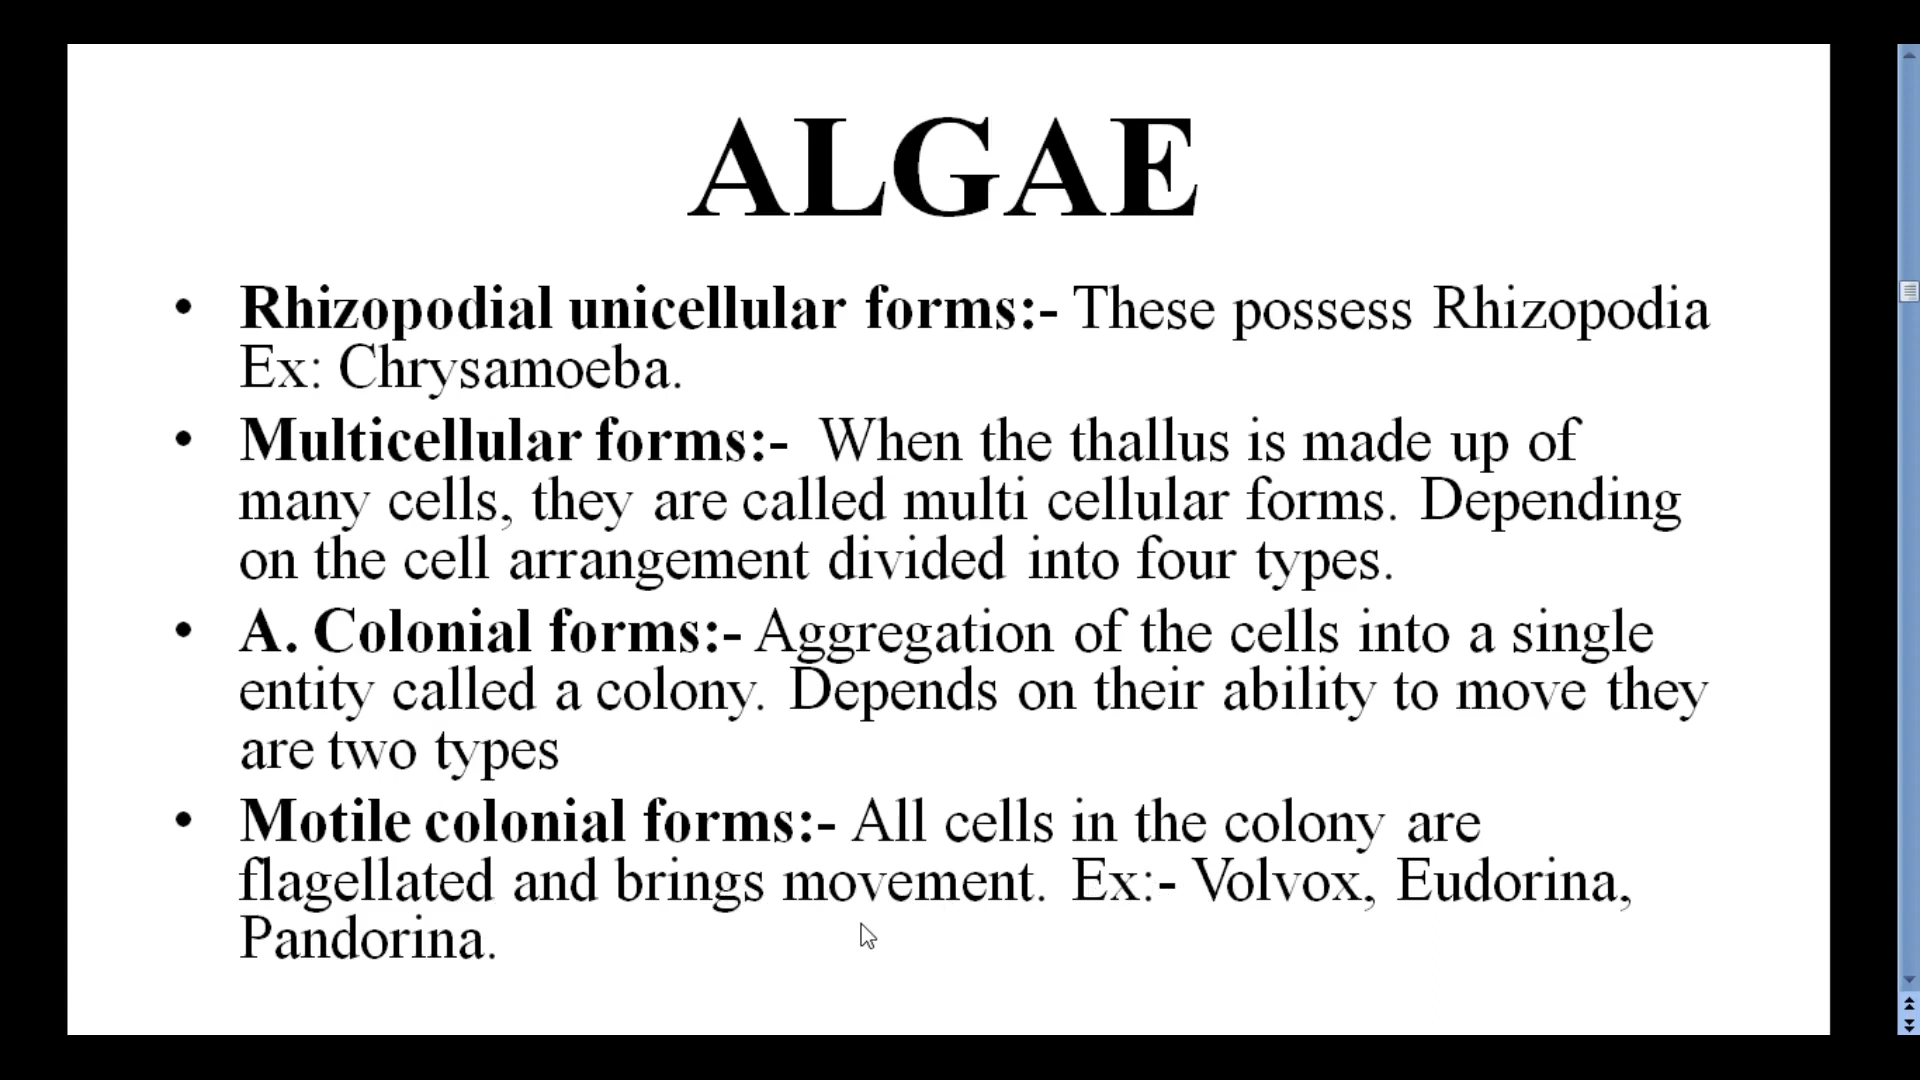 ALGAE
• Rhizopodial unicellular forms:- These possess Rhizopodia
Ex: Chrysamoeba.
• Multicellular forms:- When the thallus is made up of
many cells, they are called multi cellular forms. Depending
on the cell arrangement divided into four types.
• A. Colonial forms:- Aggregation of the cells into a single
entity called a colony. Depends on their ability to move they
are two types
• Motile colonial forms:- All cells in the colony are
flagellated and brings movement. Ex:- Volvox, Eudorina,
Pandorina.